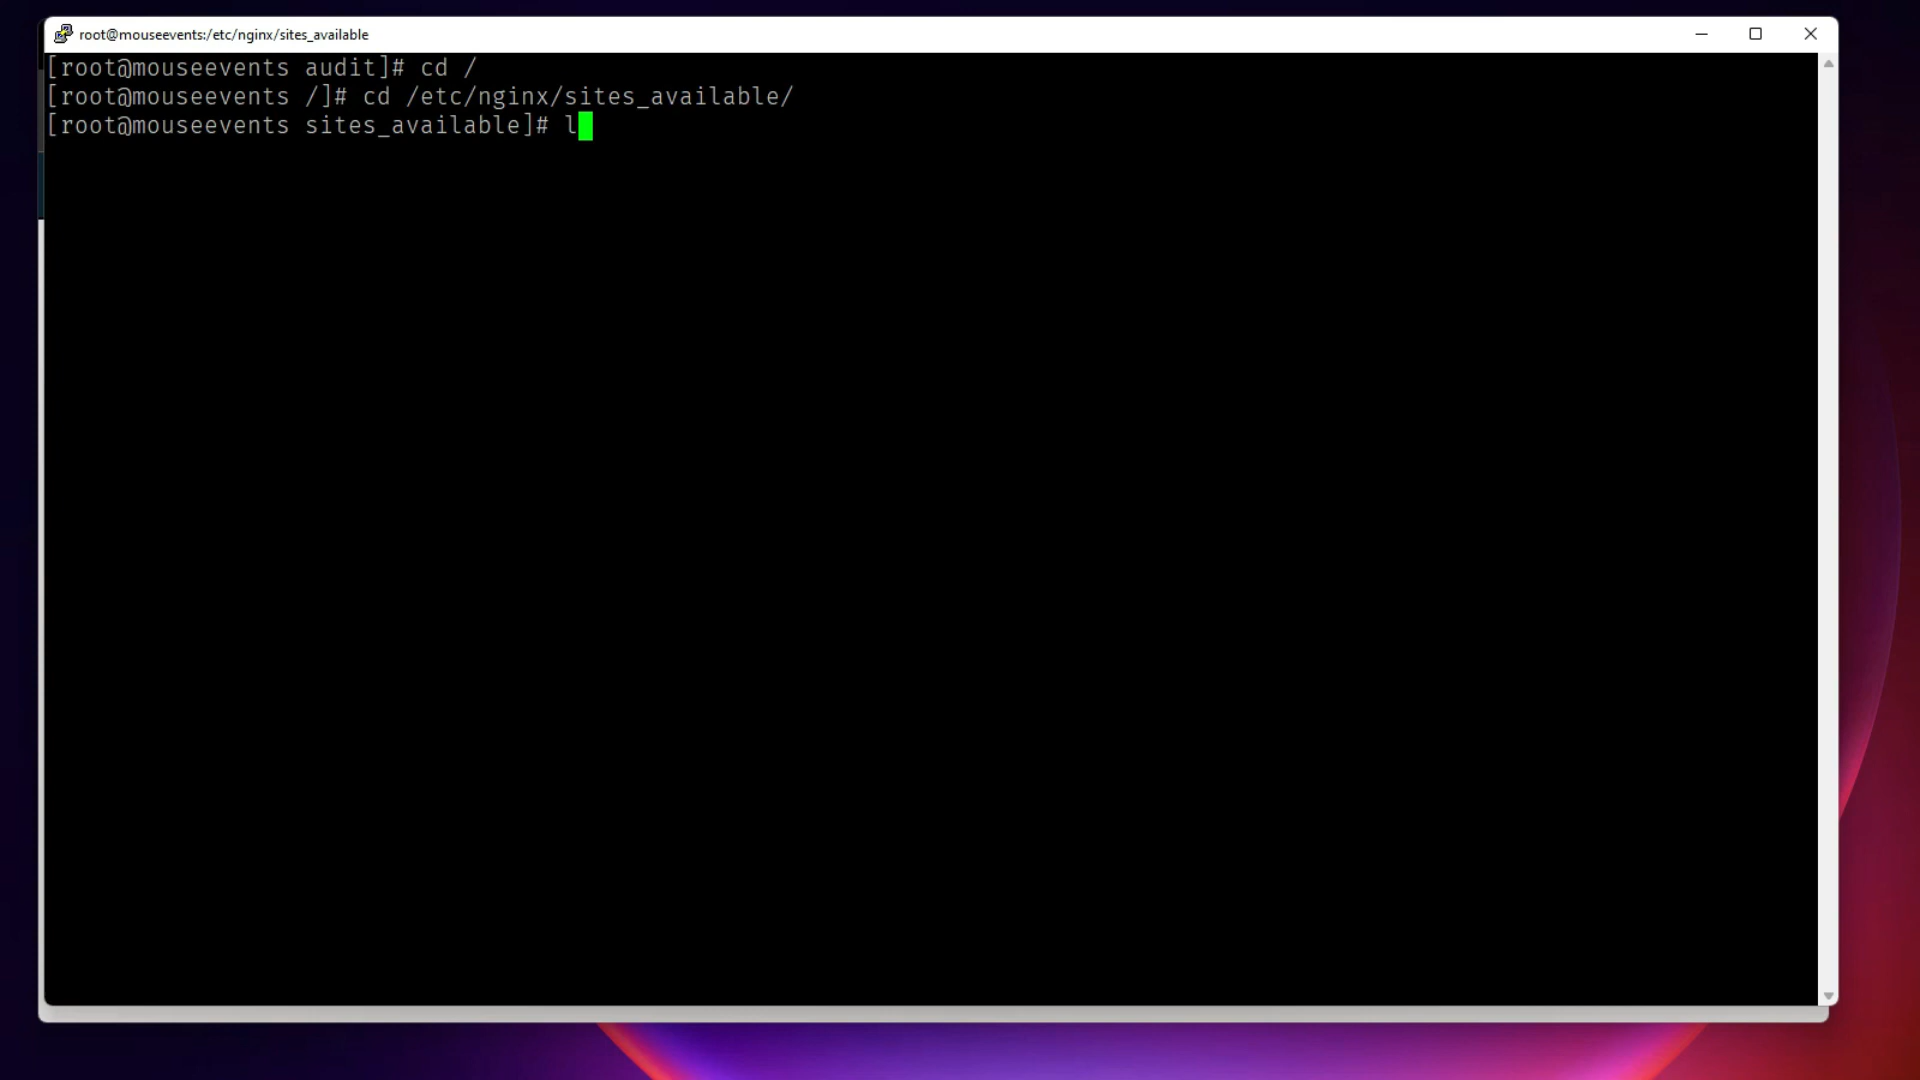 root@mouseevents:/etc/nginx/sites_available
[root@mouseevents audit]# cd /
[root@mouseevents /]# cd /etc/nginx/sites_available/
[root@mouseevents sites_available]# l